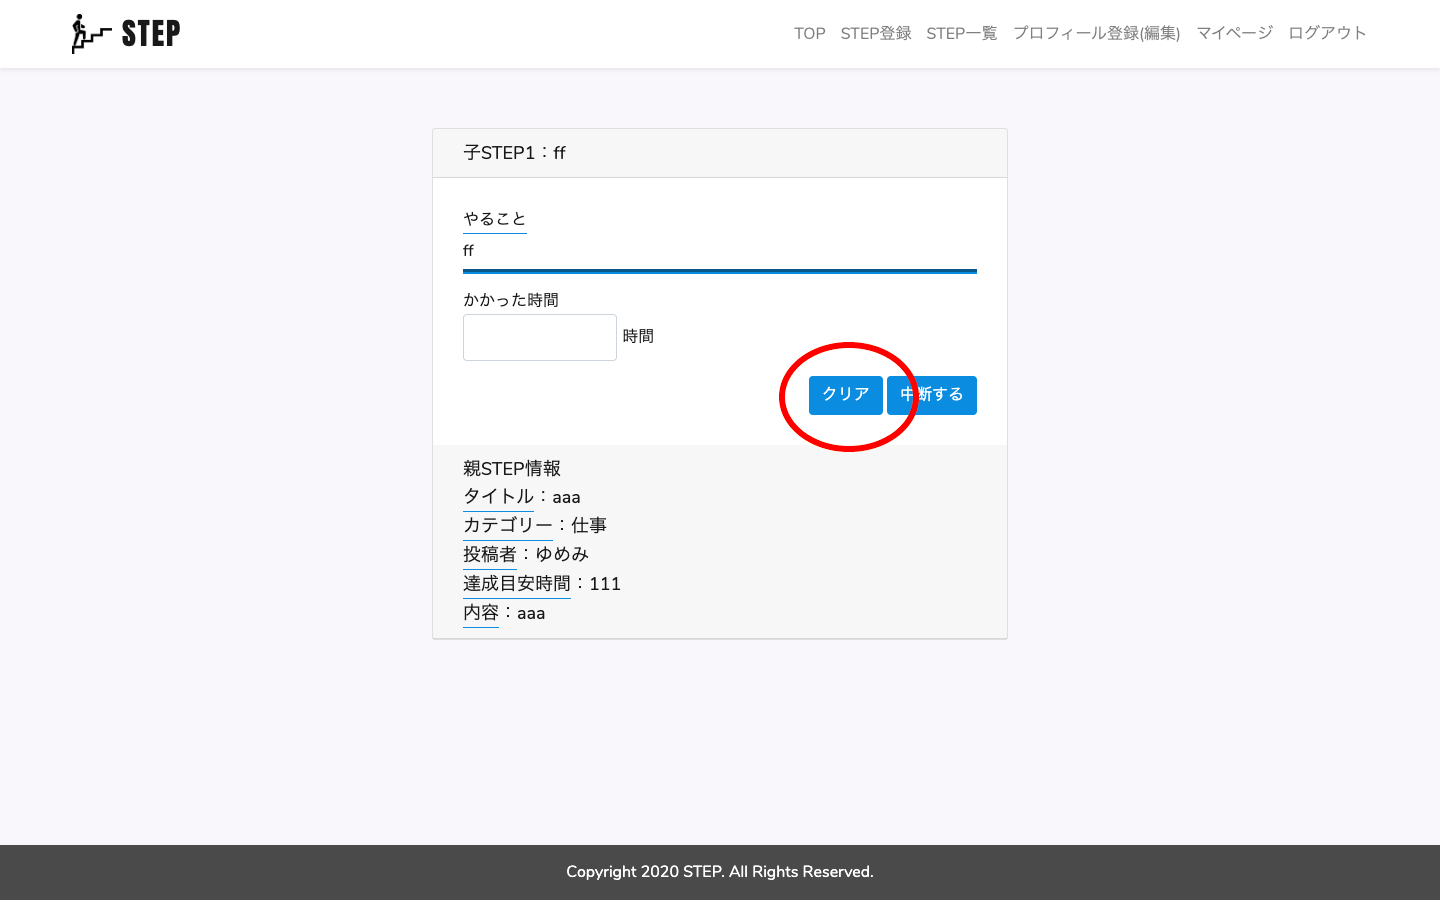 STEP
TOP STEP登録 STEP一覧 プロフィール登録(編集) マイページ ログアウト
子STEP1：ff
やること
ff
かかった時間
時間
クリア 中断する
親STEP情報
タイトル：aaa
カテゴリー：仕事
投稿者：ゆめみ
達成目安時間：111
内容：aaa
Copyright 2020 STEP. All Rights Reserved.